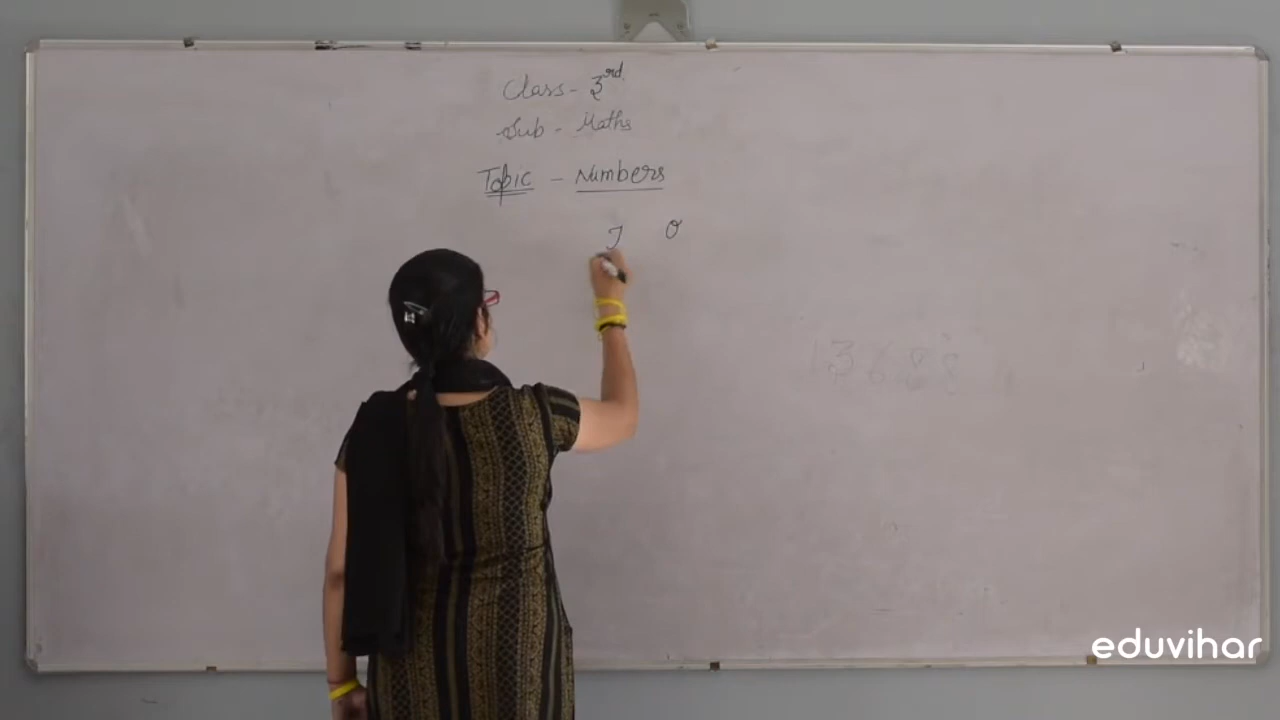 Class - 3rd.
Sub - Maths
Topic - Numbers
T O
eduvihar